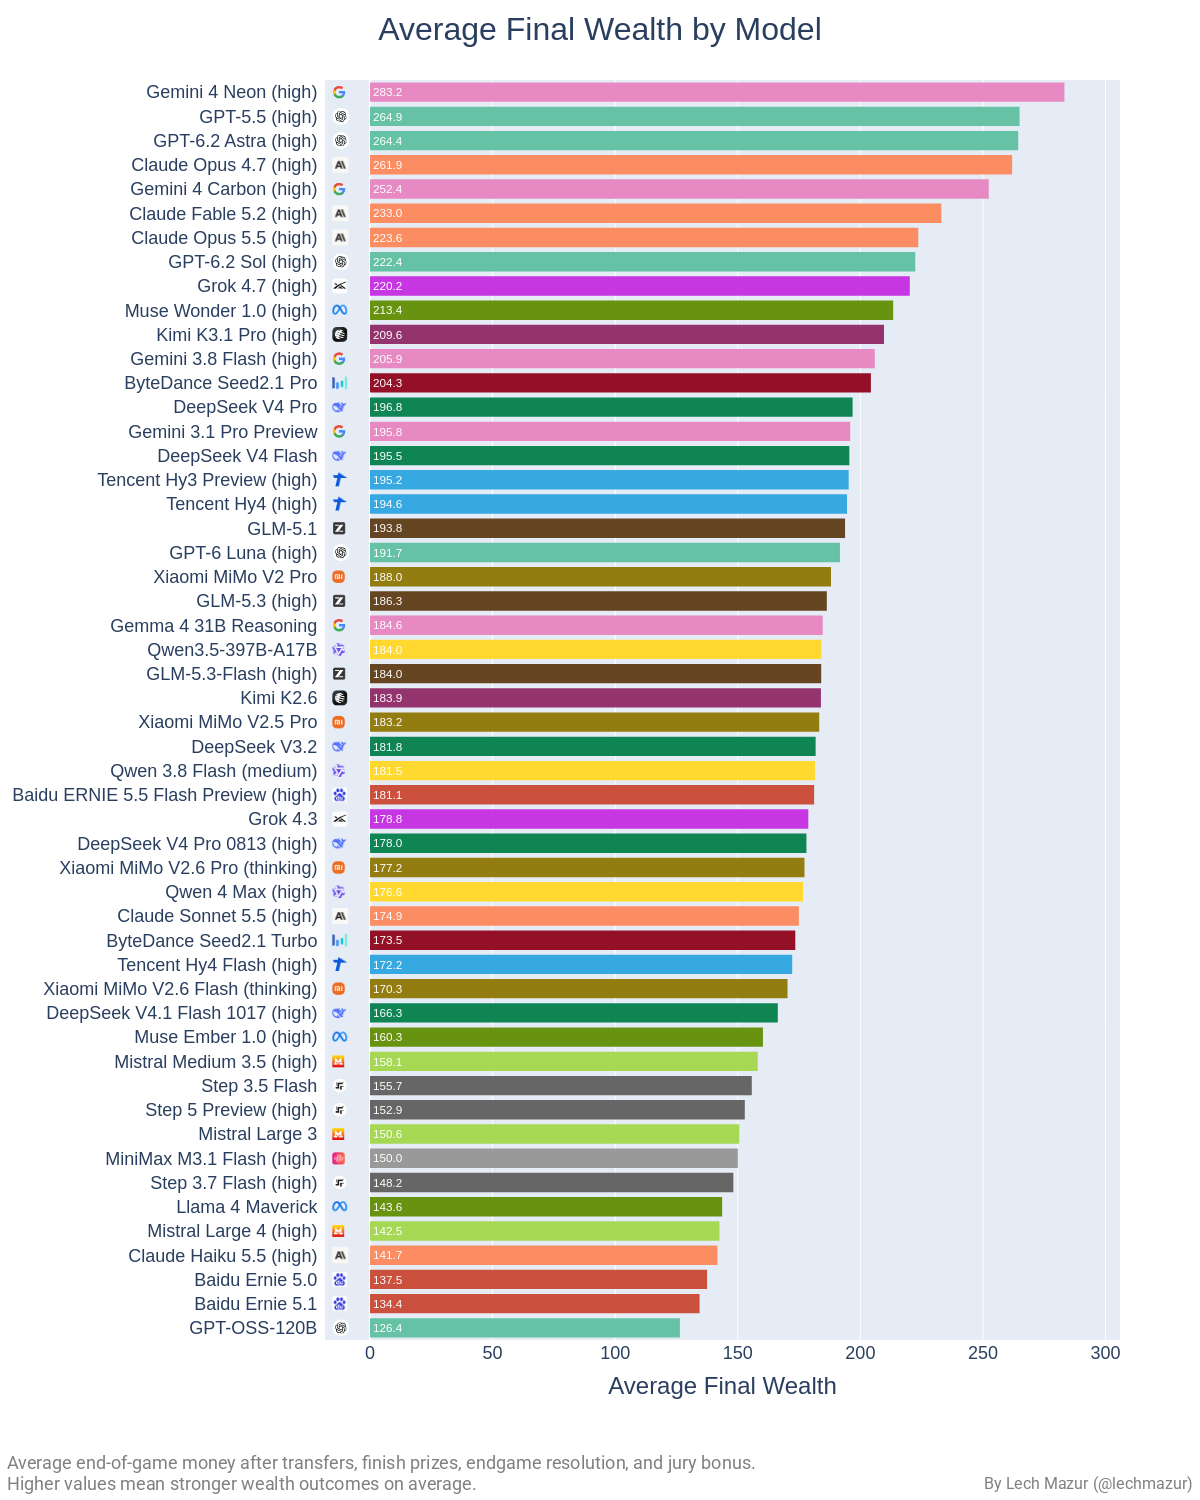 Average Final Wealth by Model
Gemini 4 Neon (high) 283.2
GPT-5.5 (high) 264.9
GPT-6.2 Astra (high) 264.4
Claude Opus 4.7 (high) 261.9
Gemini 4 Carbon (high) 252.4
Claude Fable 5.2 (high) 233.0
Claude Opus 5.5 (high) 223.6
GPT-6.2 Sol (high) 222.4
Grok 4.7 (high) 220.2
Muse Wonder 1.0 (high) 213.4
Kimi K3.1 Pro (high) 209.6
Gemini 3.8 Flash (high) 205.9
ByteDance Seed2.1 Pro 204.3
DeepSeek V4 Pro 196.8
Gemini 3.1 Pro Preview 195.8
DeepSeek V4 Flash 195.5
Tencent Hy3 Preview (high) 195.2
Tencent Hy4 (high) 194.6
GLM-5.1 193.8
GPT-6 Luna (high) 191.7
Xiaomi MiMo V2 Pro 188.0
GLM-5.3 (high) 186.3
Gemma 4 31B Reasoning 184.6
Qwen3.5-397B-A17B 184.0
GLM-5.3-Flash (high) 184.0
Kimi K2.6 183.9
Xiaomi MiMo V2.5 Pro 183.2
DeepSeek V3.2 181.8
Qwen 3.8 Flash (medium) 181.5
Baidu ERNIE 5.5 Flash Preview (high) 181.1
Grok 4.3 178.8
DeepSeek V4 Pro 0813 (high) 178.0
Xiaomi MiMo V2.6 Pro (thinking) 177.2
Qwen 4 Max (high) 176.6
Claude Sonnet 5.5 (high) 174.9
ByteDance Seed2.1 Turbo 173.5
Tencent Hy4 Flash (high) 172.2
Xiaomi MiMo V2.6 Flash (thinking) 170.3
DeepSeek V4.1 Flash 1017 (high) 166.3
Muse Ember 1.0 (high) 160.3
Mistral Medium 3.5 (high) 158.1
Step 3.5 Flash 155.7
Step 5 Preview (high) 152.9
Mistral Large 3 150.6
MiniMax M3.1 Flash (high) 150.0
Step 3.7 Flash (high) 148.2
Llama 4 Maverick 143.6
Mistral Large 4 (high) 142.5
Claude Haiku 5.5 (high) 141.7
Baidu Ernie 5.0 137.5
Baidu Ernie 5.1 134.4
GPT-OSS-120B 126.4
0 50 100 150 200 250 300
Average Final Wealth
Average end-of-game money after transfers, finish prizes, endgame resolution, and jury bonus.
Higher values mean stronger wealth outcomes on average.
By Lech Mazur (@lechmazur)